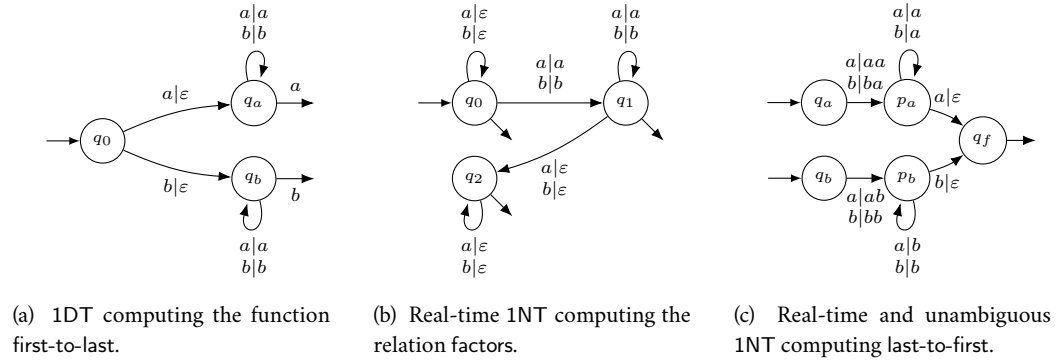 a|a
b|b
q_a
a|ε
a
q_0
b|ε
q_b
b
a|a
b|b
a|ε
b|ε
a|a
b|b
a|a
b|b
q_0
q_1
q_2
a|ε
b|ε
a|ε
b|ε
a|a
b|a
a|aa
b|ba
q_a
p_a
a|ε
q_f
q_b
p_b
b|ε
a|ab
b|bb
a|b
b|b
(a) 1DT computing the function
first-to-last.
(b) Real-time 1NT computing the
relation factors.
(c) Real-time and unambiguous
1NT computing last-to-first.